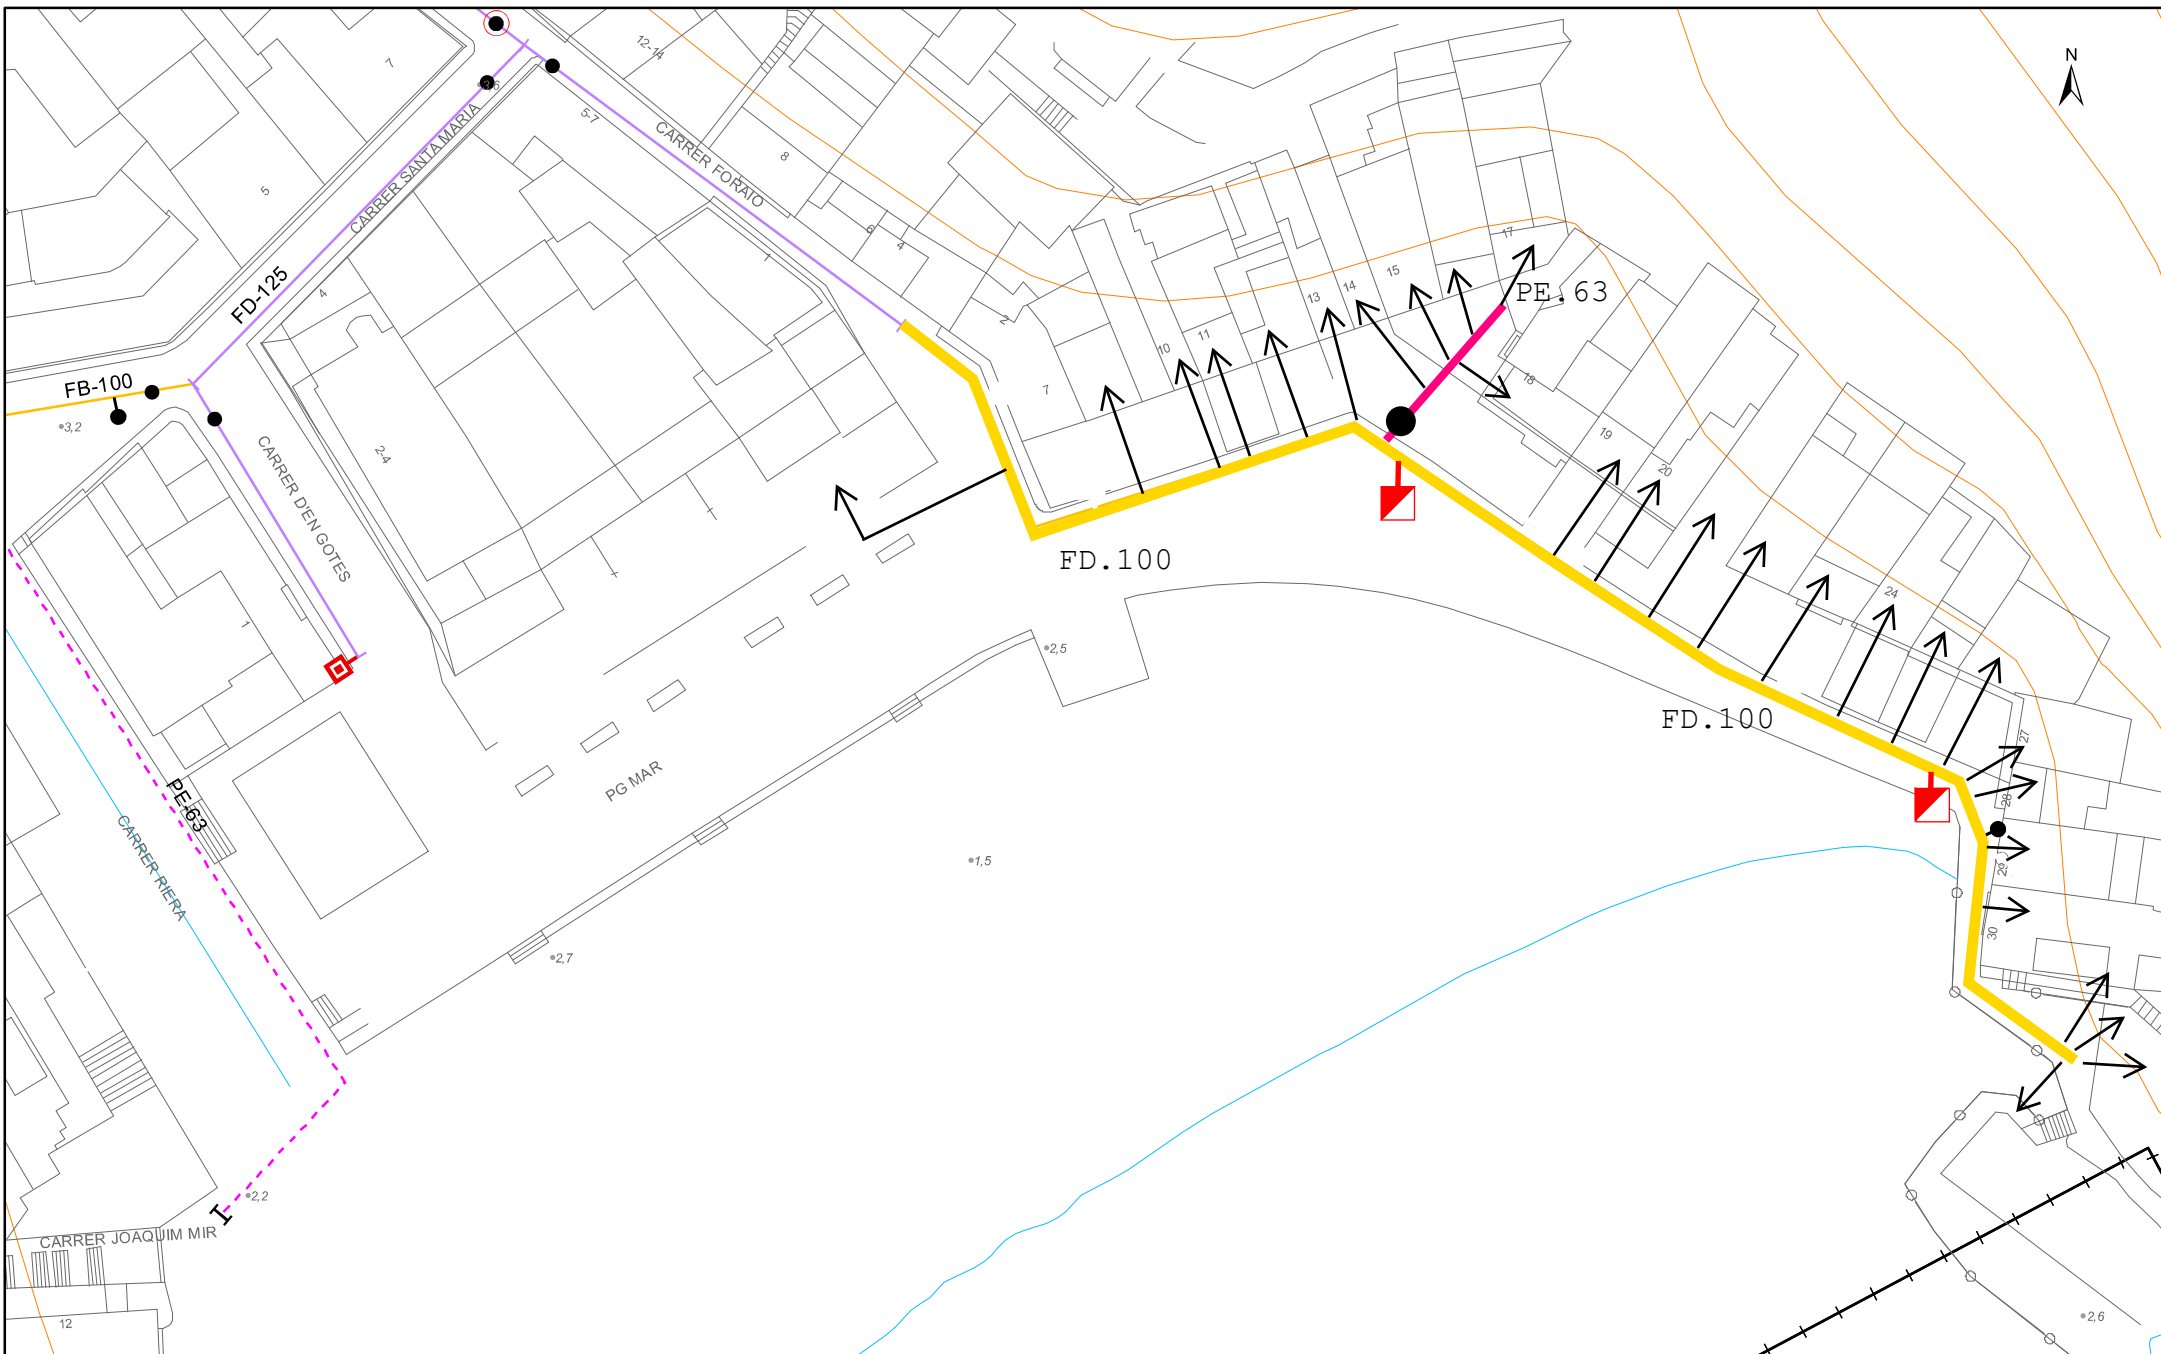 N
7
12-14
3,6
5-7
CARRER SANTA MARIA
CARRER FORAIO
8
5
6
4
1
17
FD-125
4
2
15
14
13
PE.63
11
10
7
18
FB-100
3,2
19
20
2-4
CARRER D'EN GOTES
FD.100
24
1
2,5
FD.100
27
PG MAR
PE-63
28
CARRER RIERA
1,5
29
30
2,7
2,2
CARRER JOAQUIM MIR
12
2,6